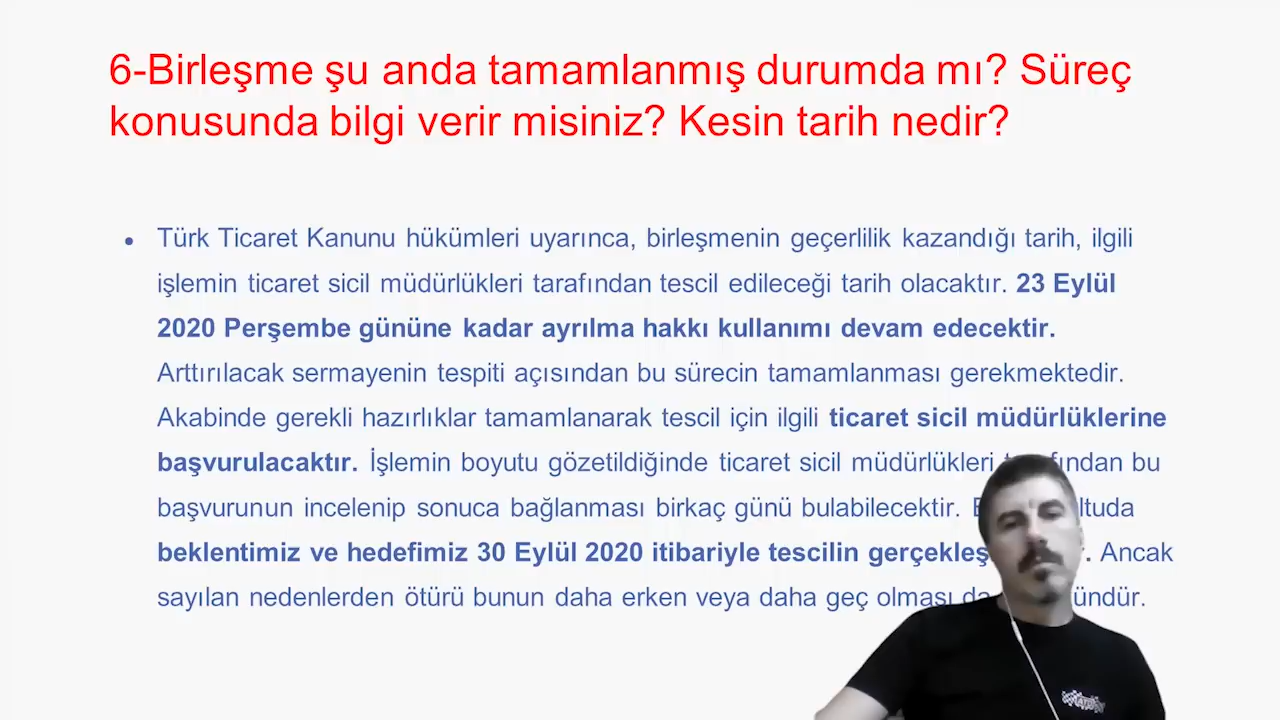 6-Birleşme şu anda tamamlanmış durumda mı? Süreç
konusunda bilgi verir misiniz? Kesin tarih nedir?
• Türk Ticaret Kanunu hükümleri uyarınca, birleşmenin geçerlilik kazandığı tarih, ilgili
işlemin ticaret sicil müdürlükleri tarafından tescil edileceği tarih olacaktır. 23 Eylül
2020 Perşembe gününe kadar ayrılma hakkı kullanımı devam edecektir.
Arttırılacak sermayenin tespiti açısından bu sürecin tamamlanması gerekmektedir.
Akabinde gerekli hazırlıklar tamamlanarak tescil için ilgili ticaret sicil müdürlüklerine
başvurulacaktır. İşlemin boyutu gözetildiğinde ticaret sicil müdürlükleri bu
başvurunun incelenip sonuca bağlanması birkaç günü bulabilecektir.
beklentimiz ve hedefimiz 30 Eylül 2020 itibariyle tescilin Ancak
sayılan nedenlerden ötürü bunun daha erken veya daha geç olması